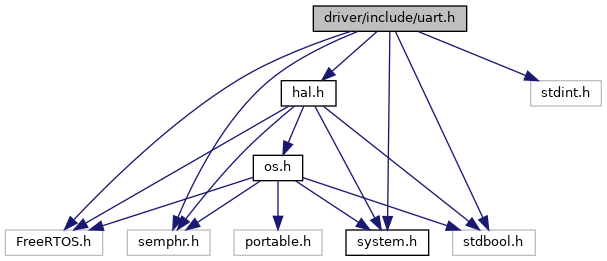 driver/include/uart.h
hal.h
stdint.h
os.h
FreeRTOS.h
semphr.h
portable.h
system.h
stdbool.h